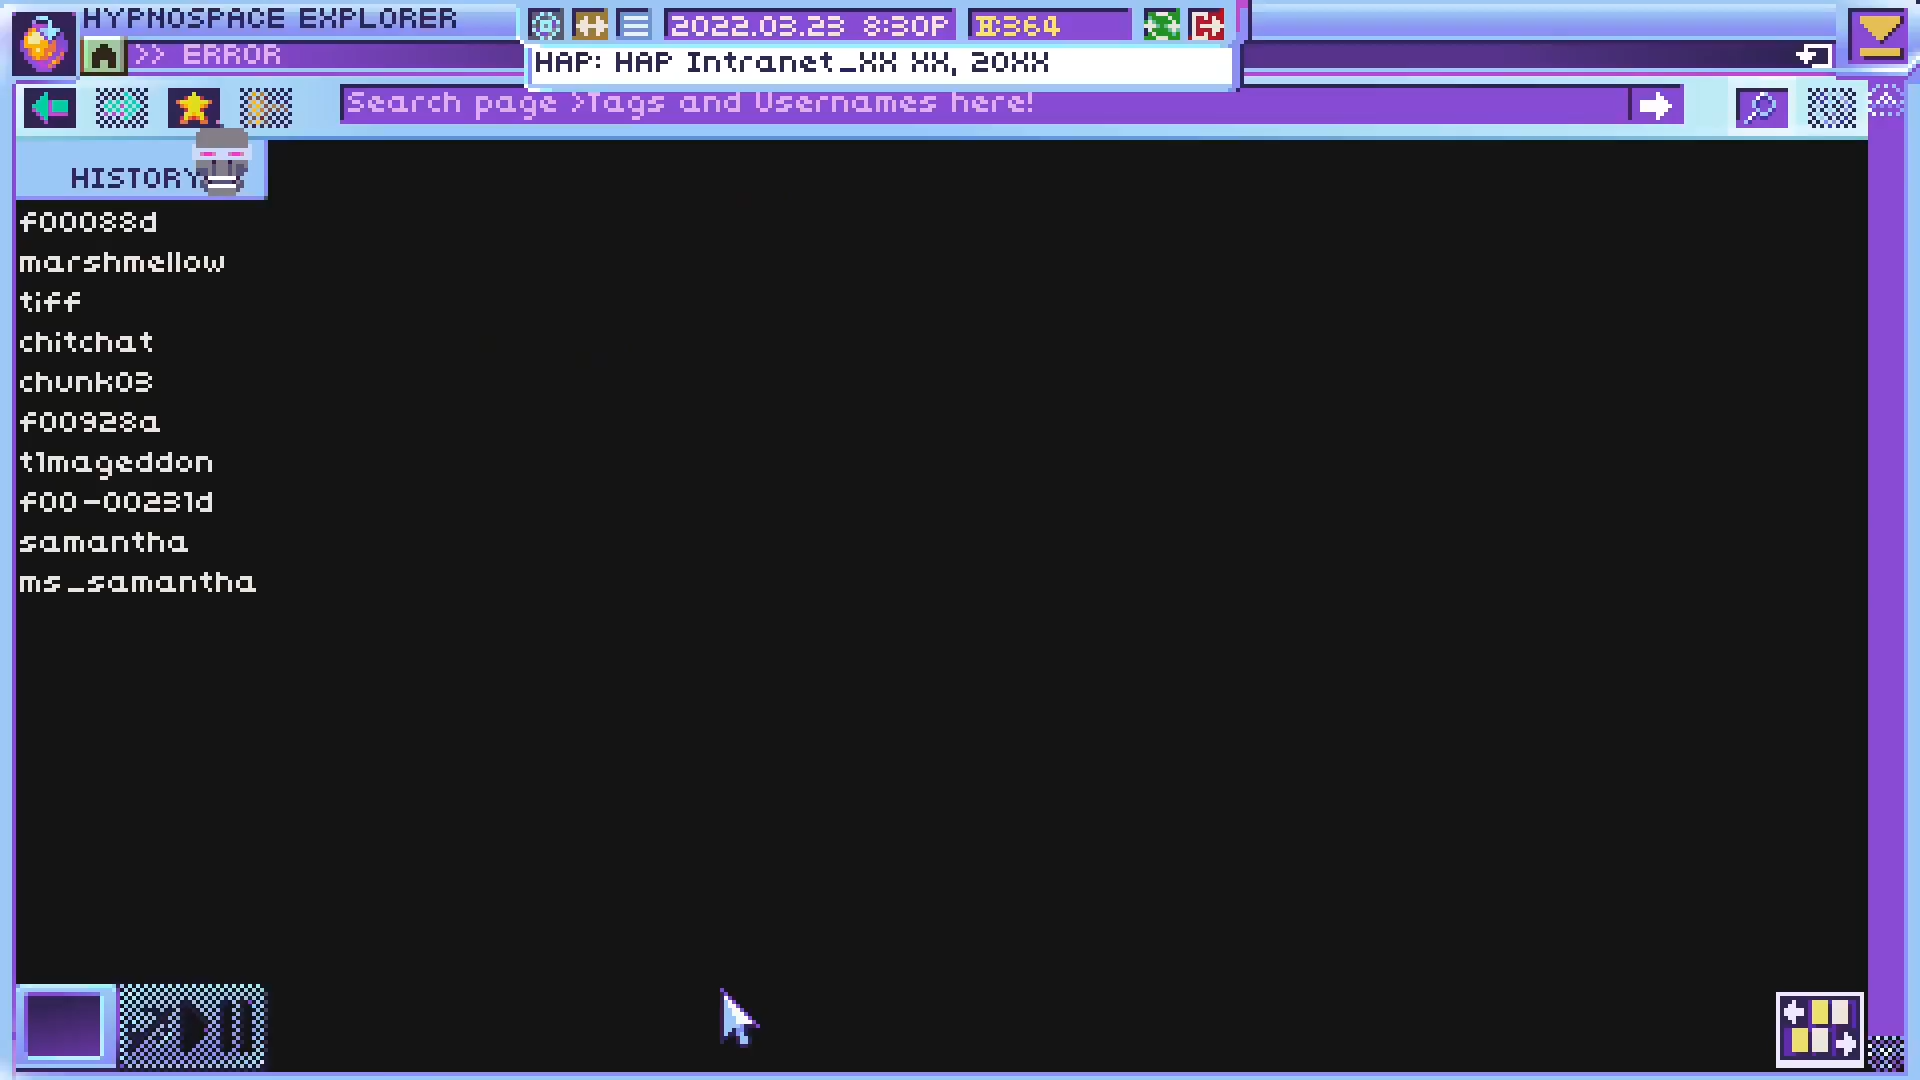 HYPNOSPACE EXPLORER
2022.03.23 8:30P
364
>> ERROR
HAP: HAP Intranet_XX XX, 20XX
Search page >Tags and Usernames here!
HISTORY
f00088d
marshmellow
tiff
chitchat
chunk03
f00928a
t1mageddon
f00-00231d
samantha
ms_samantha